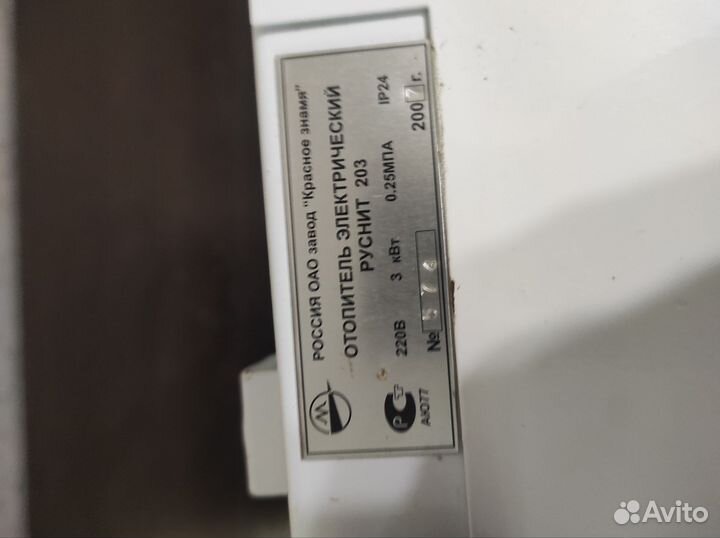 РОССИЯ ОАО завод "Красное знамя"
ОТОПИТЕЛЬ ЭЛЕКТРИЧЕСКИЙ
РУСНИТ 203
220В 3 кВт 0.25МПА IP24
№ 200 г.
РСТ
АЮ77
Avito